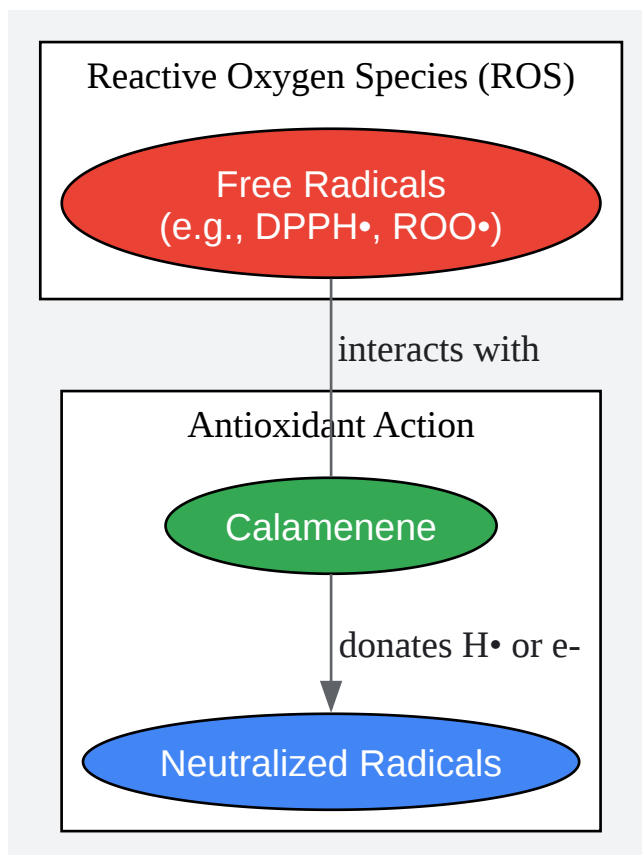 Reactive Oxygen Species (ROS)
Free Radicals
(e.g., DPPH•, ROO•)
interacts with
Antioxidant Action
Calamenene
donates H• or e-
Neutralized Radicals